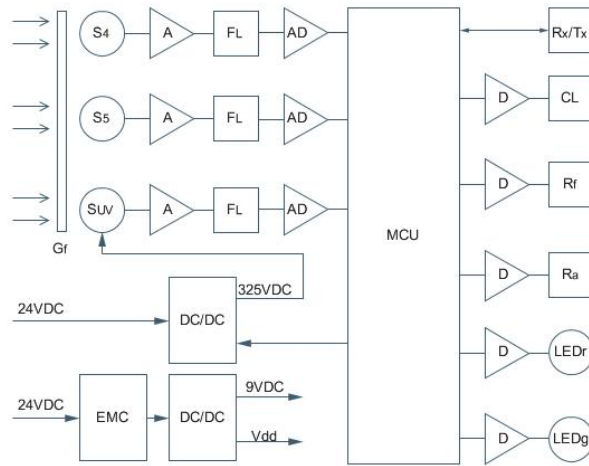 S4 A FL AD Rx/Tx
D CL
S5 A FL AD
D Rf
SUV A FL AD
MCU
Gf
D Ra
325VDC
24VDC DC/DC
D LEDr
9VDC
24VDC EMC DC/DC
Vdd
D LEDg